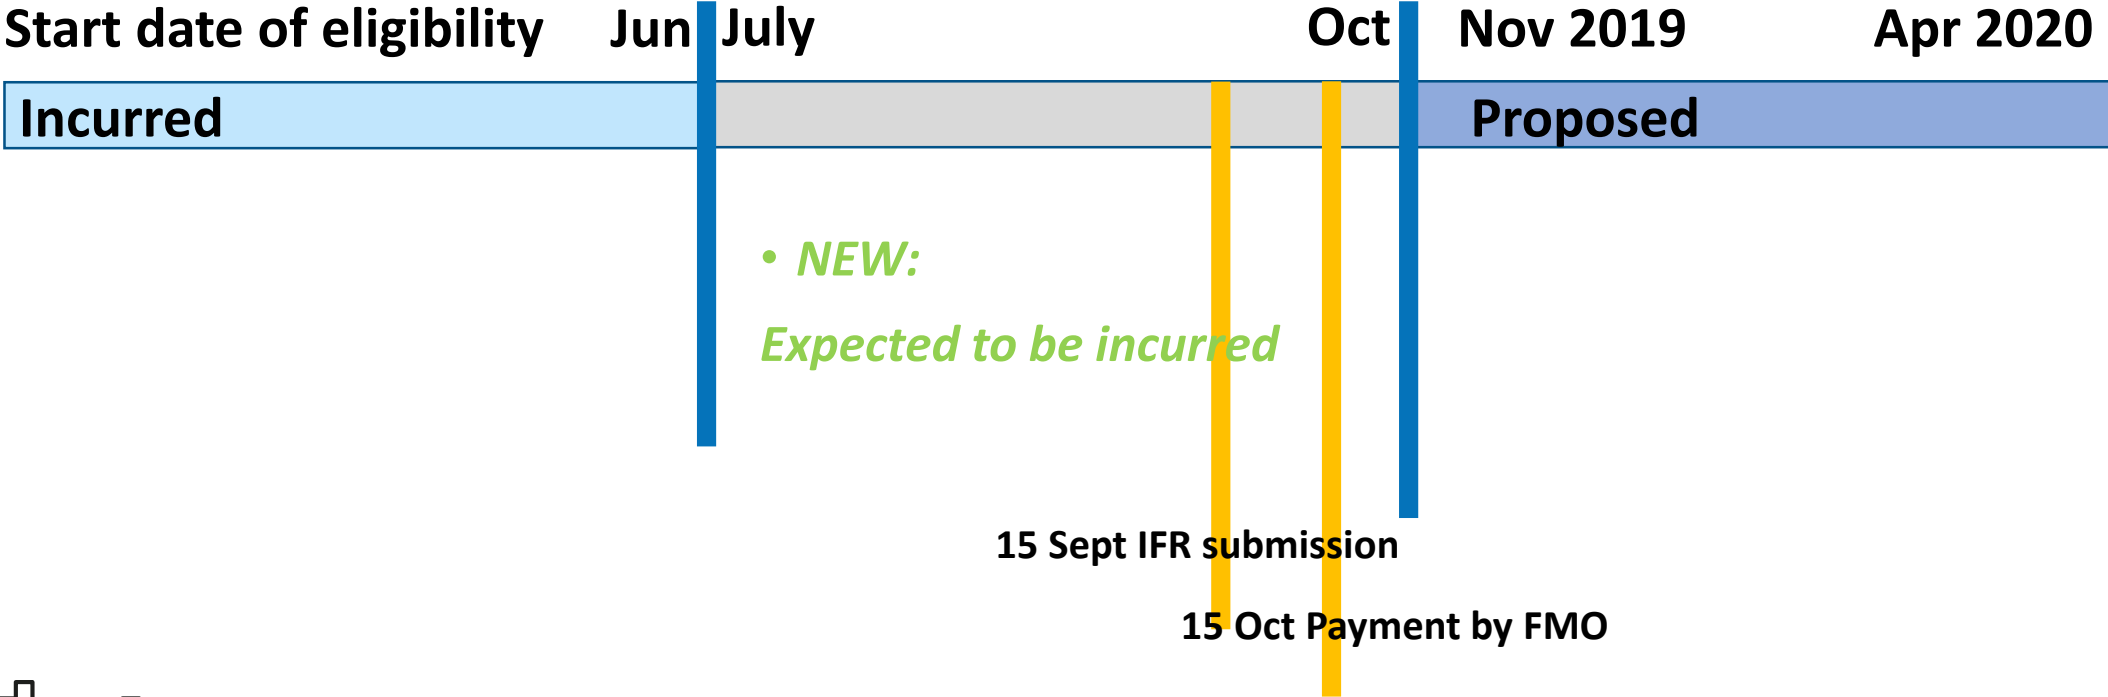 Start date of eligibility Jun July Oct Nov 2019 Apr 2020
Incurred Proposed
• NEW:
Expected to be incurred
15 Sept IFR submission
15 Oct Payment by FMO